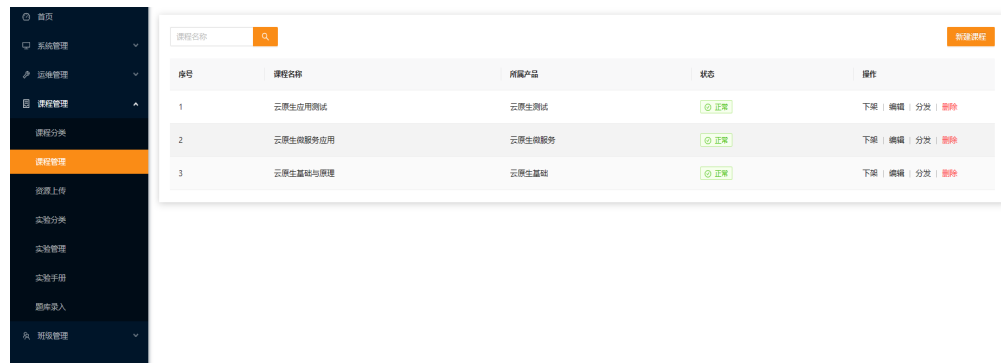 首页
系统管理
运维管理
课程管理
课程分类
课程管理
资源上传
实验分类
实验管理
实验手册
题库录入
班级管理
课程名称 新建课程
序号 课程名称 所属产品 状态 操作
1 云原生应用测试 云原生测试 正常 下架 | 编辑 | 分发 | 删除
2 云原生微服务应用 云原生微服务 正常 下架 | 编辑 | 分发 | 删除
3 云原生基础与原理 云原生基础 正常 下架 | 编辑 | 分发 | 删除